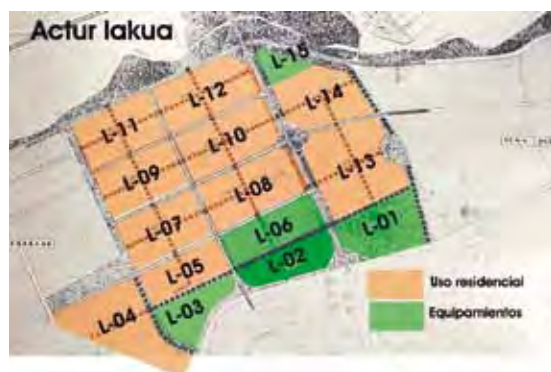 Actur lakua
L-15
L-12
L-14
L-11
L-10
L-09
L-13
L-08
L-07
L-06
L-01
L-05
L-02
L-04
L-03
Uso residencial
Equipamientos